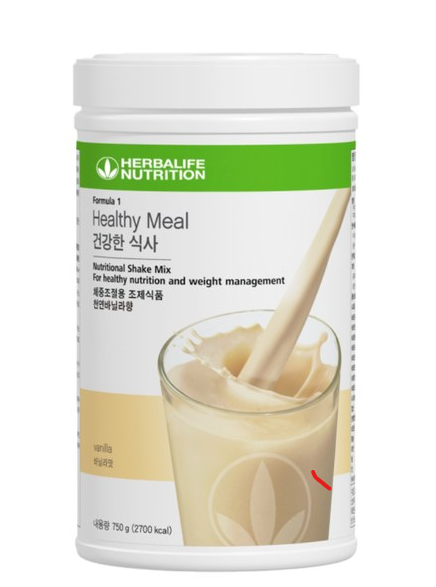 HERBALIFE
NUTRITION
Formula 1
Healthy Meal
건강한 식사
Nutritional Shake Mix
For healthy nutrition and weight management
체중조절용 조제식품
천연바닐라향
vanilla
바닐라맛
내용량 750 g (2700 kcal)